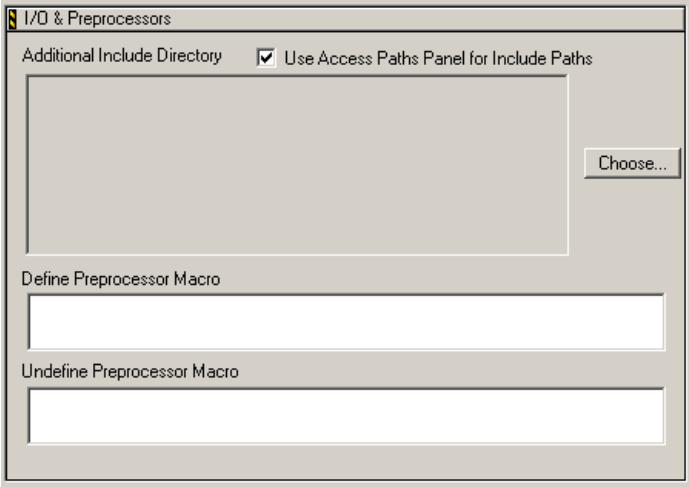 I/O & Preprocessors
Additional Include Directory
Use Access Paths Panel for Include Paths
Choose...
Define Preprocessor Macro
Undefine Preprocessor Macro